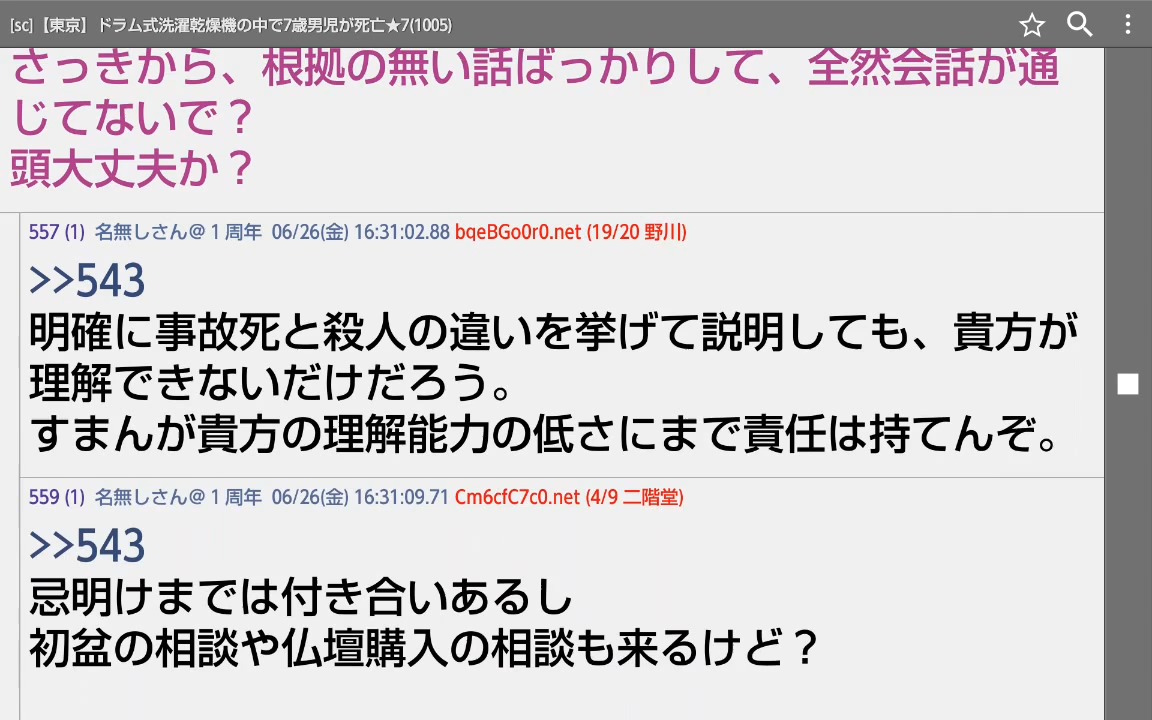 [sc]【東京】ドラム式洗濯乾燥機の中で7歳男児が死亡★7(1005)
さっきから、根拠の無い話ばっかりして、全然会話が通
じてないで？
頭大丈夫か？
557 (1) 名無しさん＠１周年 06/26(金) 16:31:02.88 bqeBGo0r0.net (19/20 野川)
>>543
明確に事故死と殺人の違いを挙げて説明しても、貴方が
理解できないだけだろう。
すまんが貴方の理解能力の低さにまで責任は持てんぞ。
559 (1) 名無しさん＠１周年 06/26(金) 16:31:09.71 Cm6cfC7c0.net (4/9 二階堂)
>>543
忌明けまでは付き合いあるし
初盆の相談や仏壇購入の相談も来るけど？